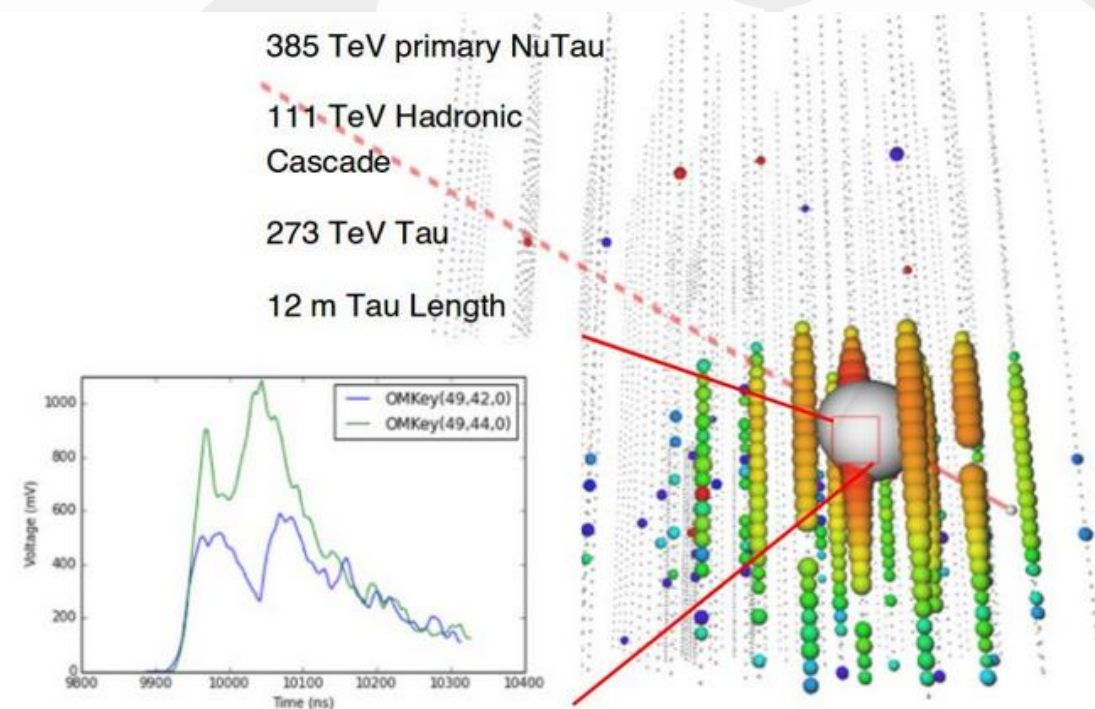 385 TeV primary NuTau
111 TeV Hadronic
Cascade
273 TeV Tau
12 m Tau Length
1000
800
600
400
200
0
Voltage (mV)
OMKey(49,42,0)
OMKey(49,44,0)
9800 9900 10000 10100 10200 10300 10400
Time (ns)